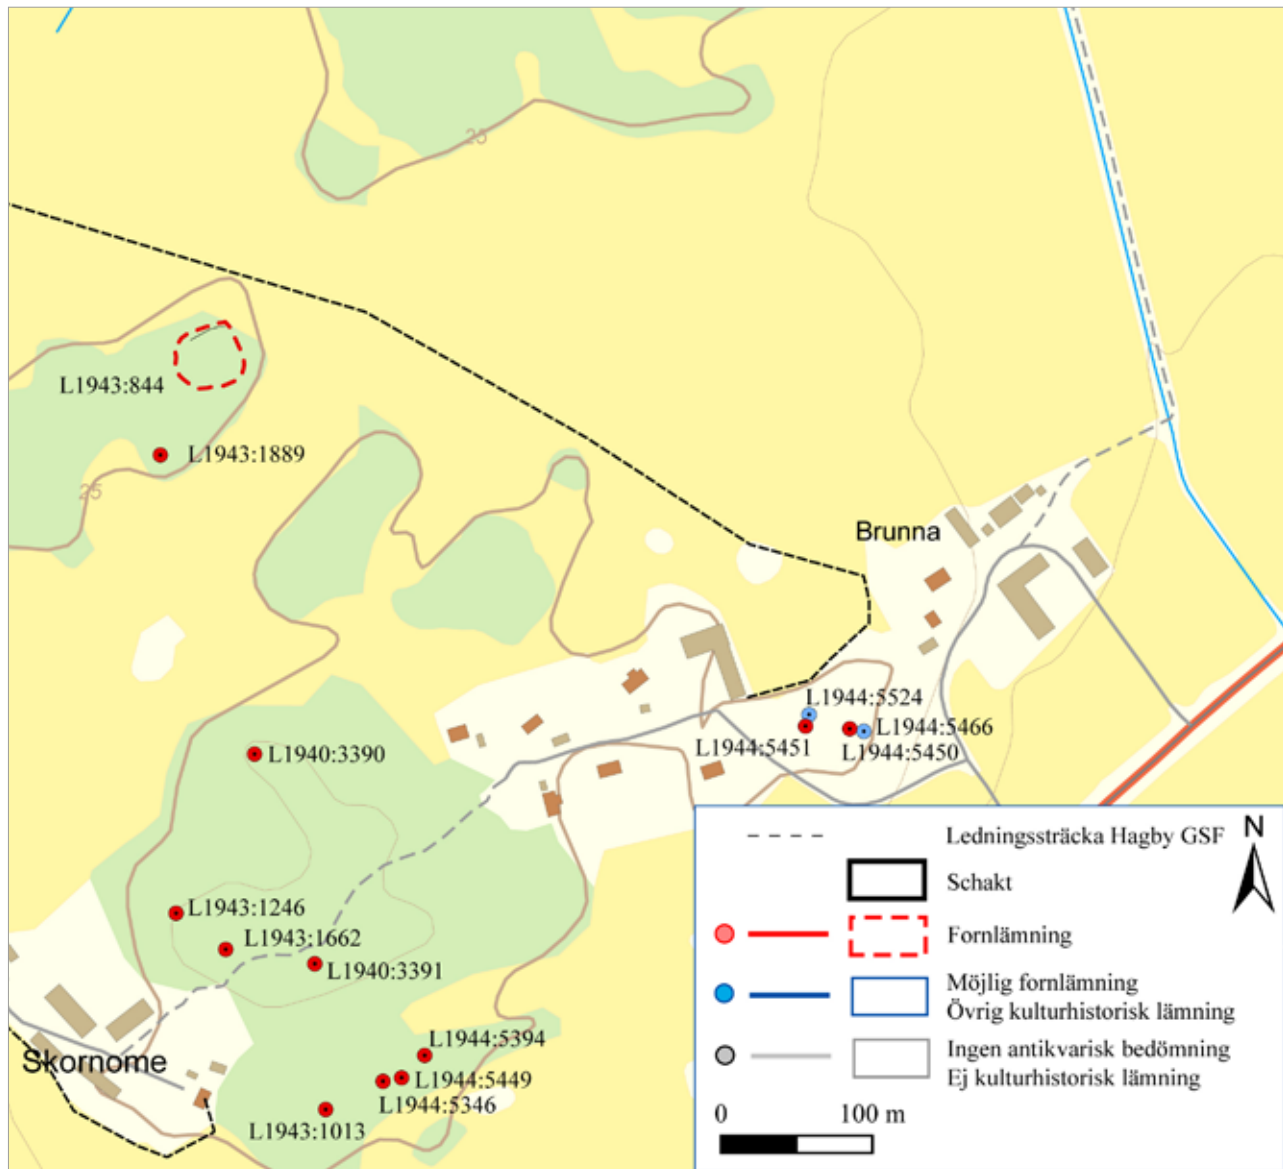 25
L1943:844
L1943:1889
25
Brunna
L1944:5524
L1944:5466
L1944:5451
L1944:5450
L1940:3390
L1943:1246
L1943:1662
L1940:3391
L1944:5394
Skornome
L1944:5449
L1944:5346
L1943:1013
Ledningssträcka Hagby GSF
N
Schakt
Fornlämning
Möjlig fornlämning
Övrig kulturhistorisk lämning
Ingen antikvarisk bedömning
Ej kulturhistorisk lämning
0 100 m